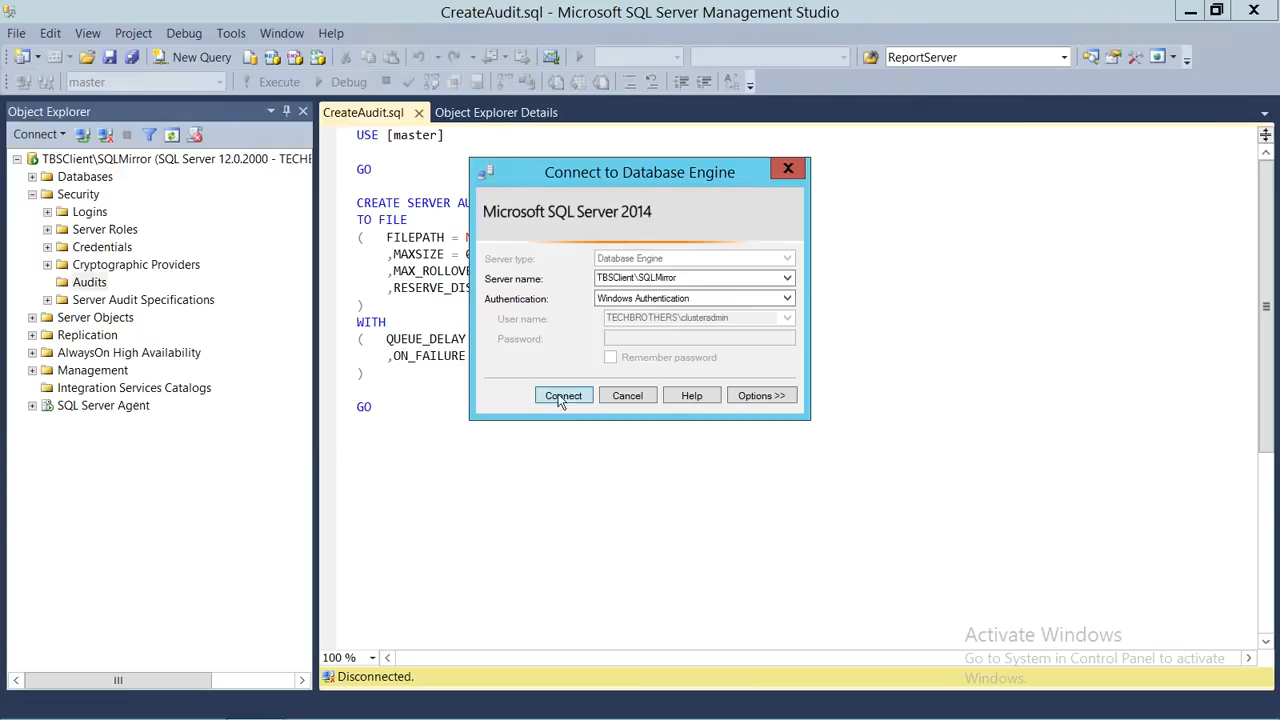 CreateAudit.sql - Microsoft SQL Server Management Studio
File Edit View Project Debug Tools Window Help
New Query ReportServer
master Execute Debug
Object Explorer
CreateAudit.sql Object Explorer Details
Connect
TBSClient\SQLMirror (SQL Server 12.0.2000 - TECHE
Databases
Security
Logins
Server Roles
Credentials
Cryptographic Providers
Audits
Server Audit Specifications
Server Objects
Replication
AlwaysOn High Availability
Management
Integration Services Catalogs
SQL Server Agent
USE [master]
GO
CREATE SERVER AU
TO FILE
( FILEPATH =
,MAXSIZE =
,MAX_ROLLOVE
,RESERVE_DIS
)
WITH
( QUEUE_DELAY
,ON_FAILURE
)
GO
Connect to Database Engine
Microsoft SQL Server 2014
Server type: Database Engine
Server name: TBSClient\SQLMirror
Authentication: Windows Authentication
User name: TECHBROTHERS\clusteradmin
Password:
Remember password
Connect Cancel Help Options >>
Activate Windows
Go to System in Control Panel to activate
Windows.
100 %
Disconnected.